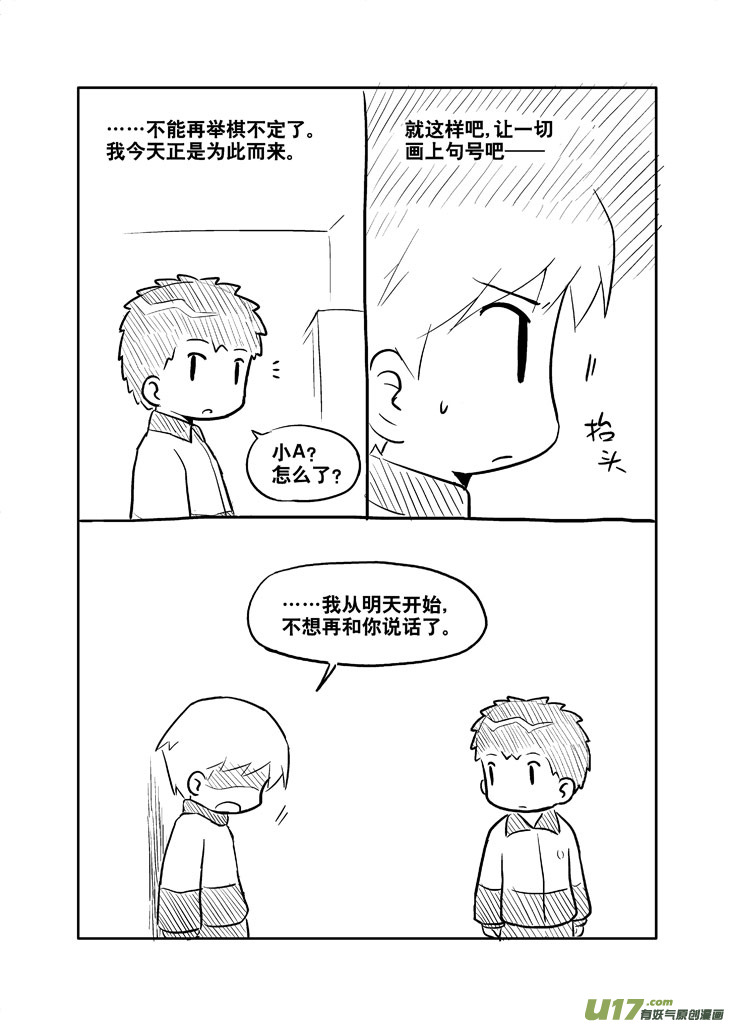 ……不能再举棋不定了。
我今天正是为此而来。
小A?
怎么了?
就这样吧,让一切
画上句号吧——
抬
头
……我从明天开始,
不想再和你说话了。
U17.com
有妖气原创漫画